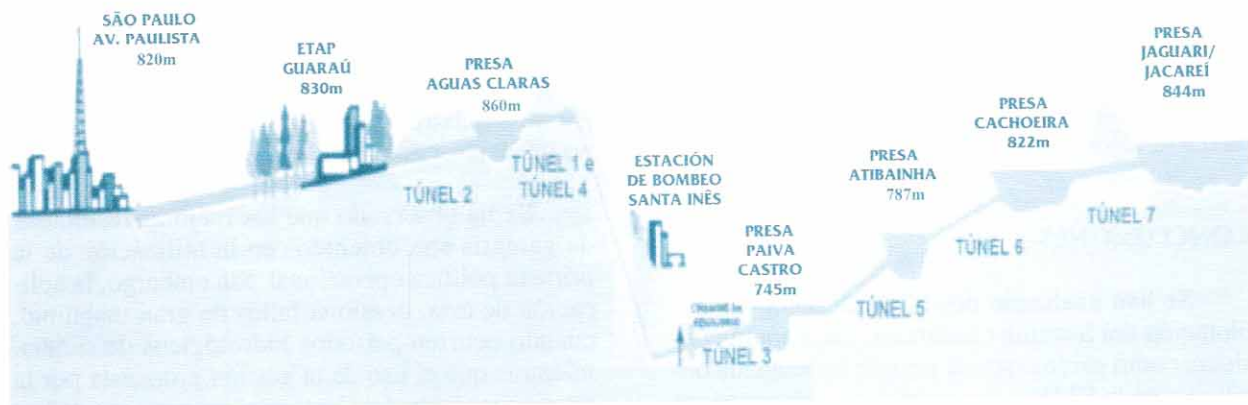 SÃO PAULO
AV. PAULISTA
820m
ETAP
GUARAÚ
830m
PRESA
AGUAS CLARAS
860m
TÚNEL 2
TÚNEL 1 e
TÚNEL 4
ESTACIÓN
DE BOMBEO
SANTA INÊS
PRESA
PAIVA
CASTRO
745m
TÚNEL 3
PRESA
ATIBAINHA
787m
TÚNEL 5
PRESA
CACHOEIRA
822m
TÚNEL 6
PRESA
JAGUARI/
JACAREÍ
844m
TÚNEL 7